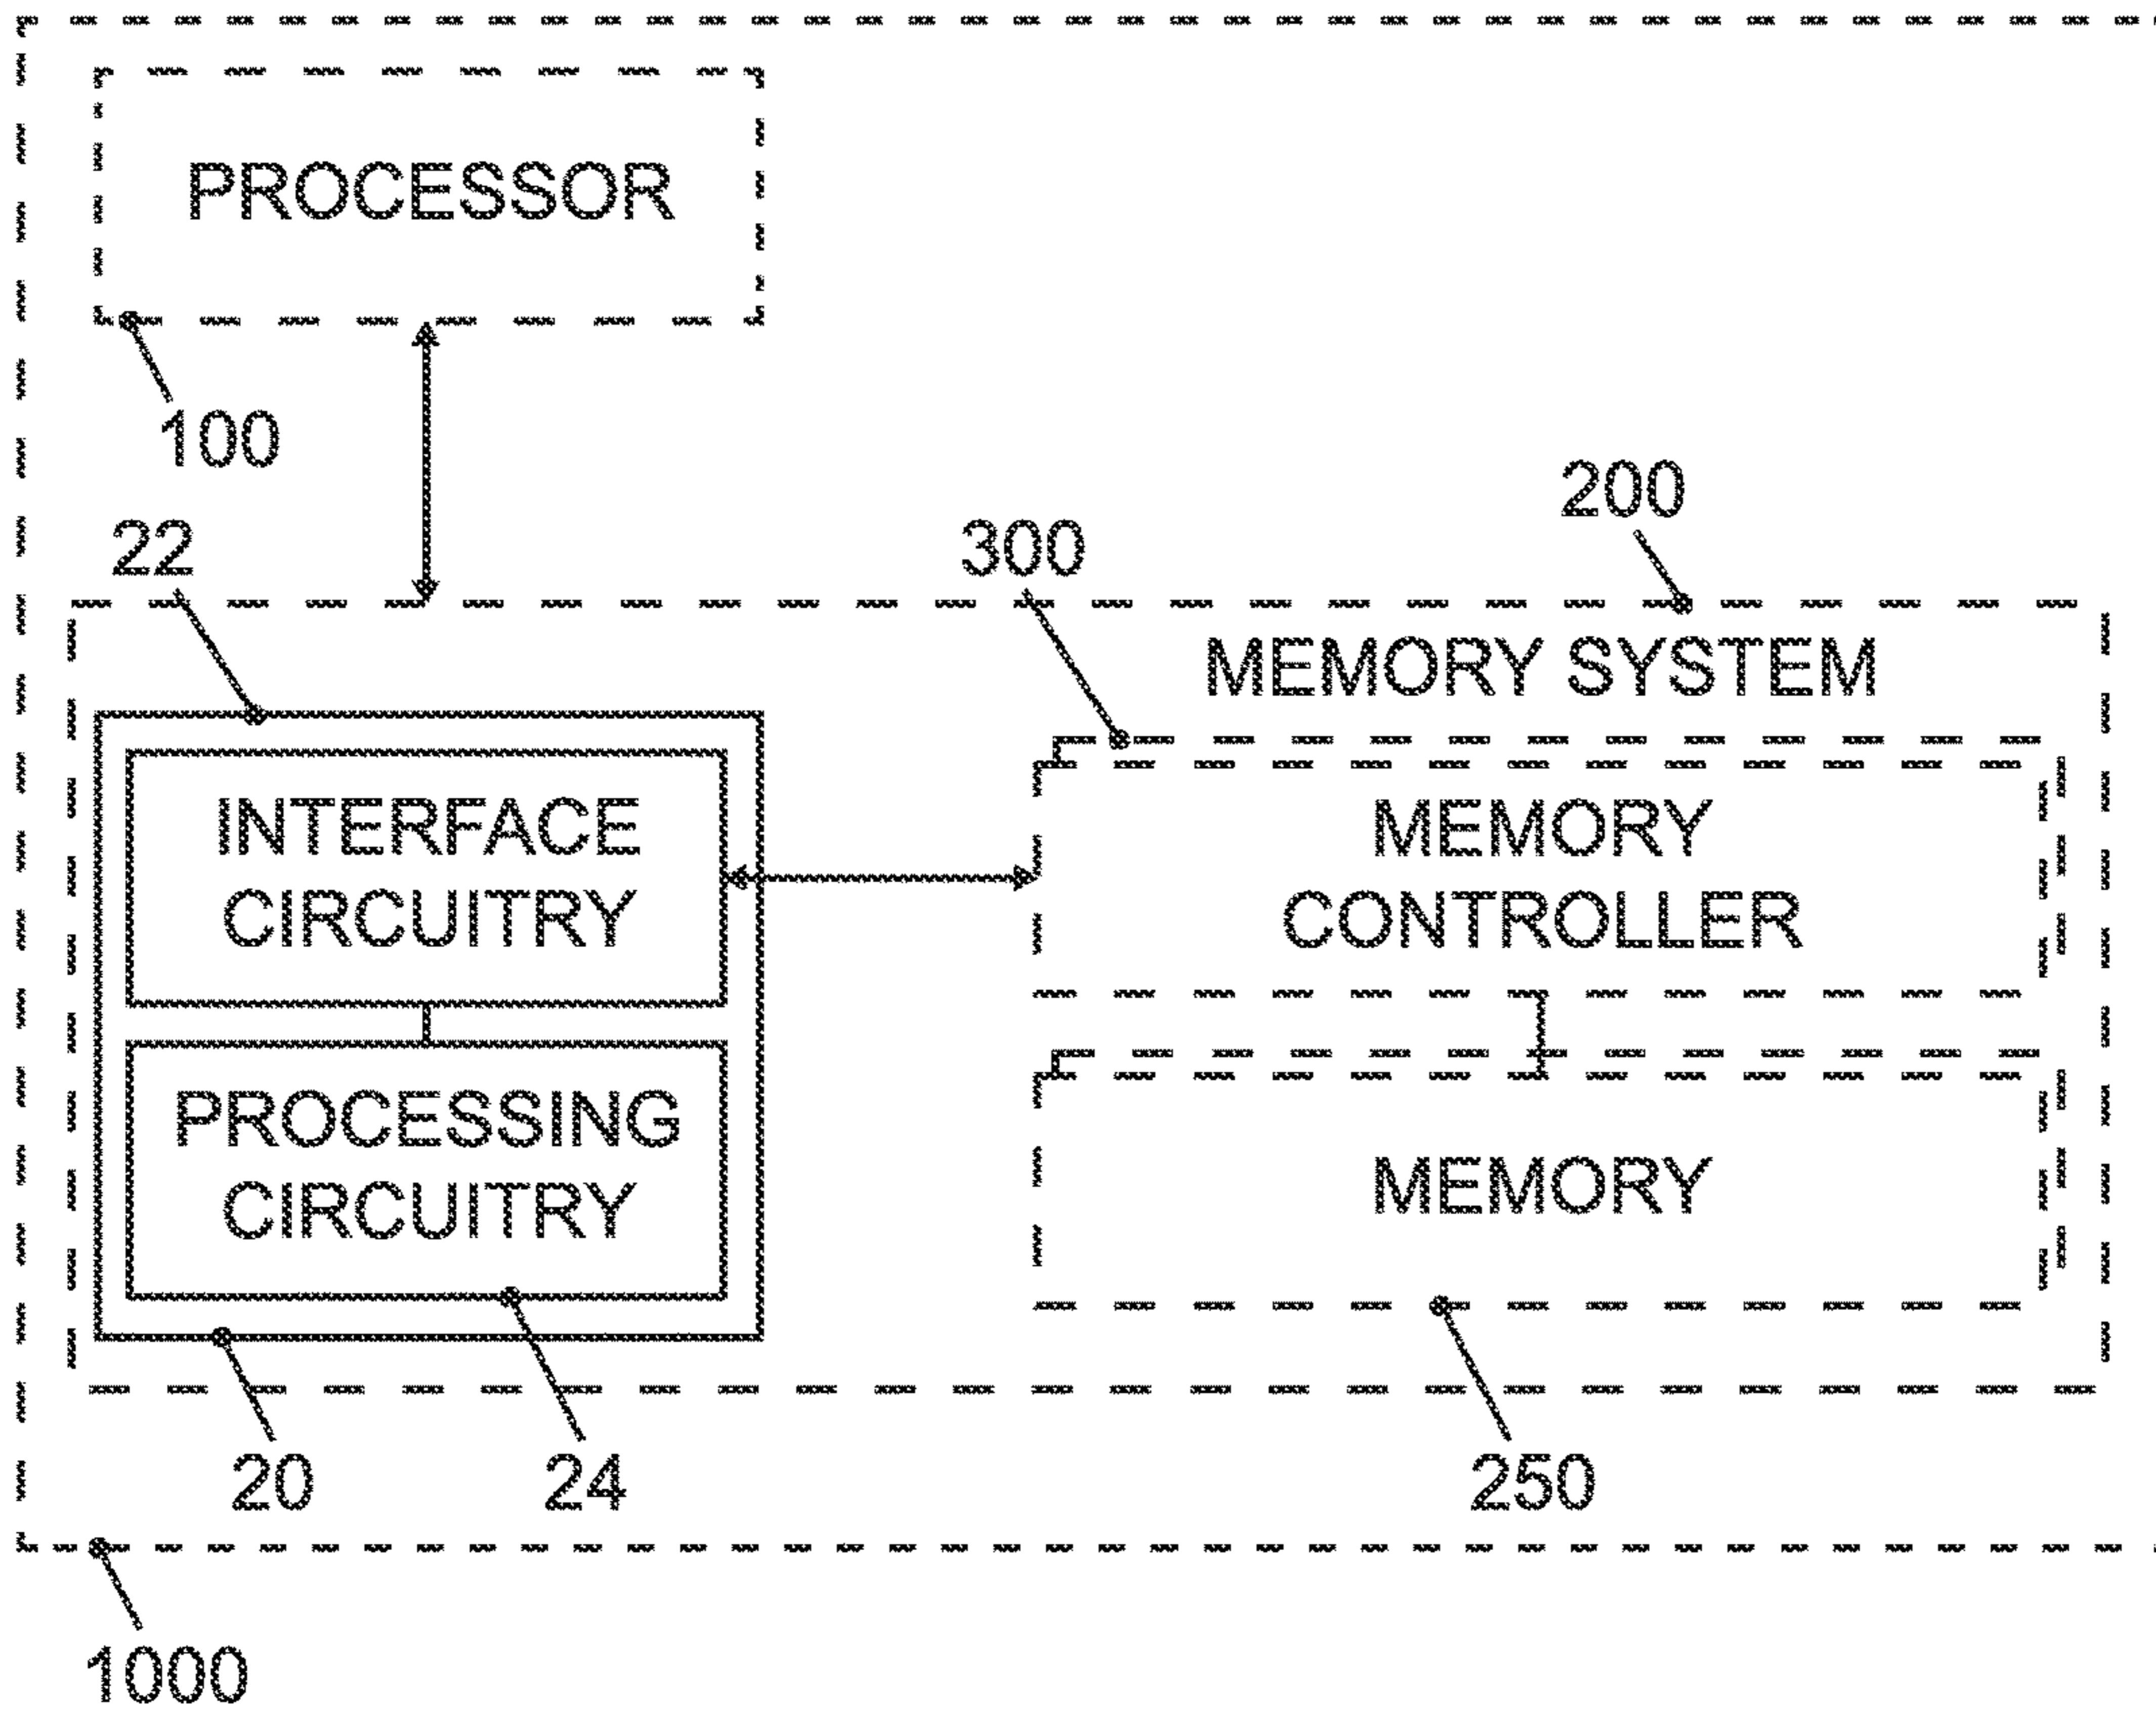 PROCESSOR
100
200
22
300
MEMORY SYSTEM
INTERFACE
CIRCUITRY
MEMORY
CONTROLLER
PROCESSING
CIRCUITRY
MEMORY
20
24
250
1000